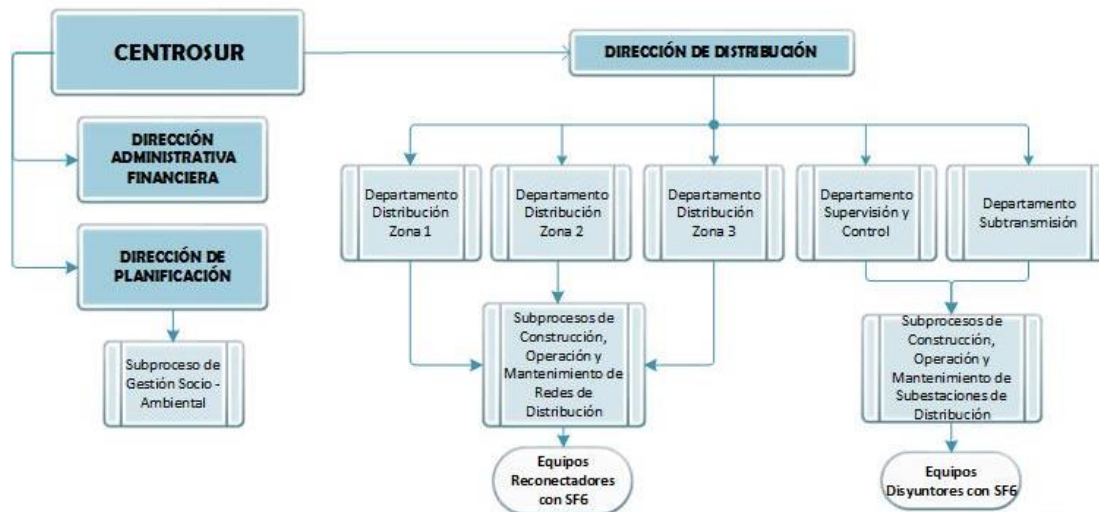 CENTROSUR
DIRECCIÓN DE DISTRIBUCIÓN
DIRECCIÓN
ADMINISTRATIVA
FINANCIERA
DIRECCIÓN DE
PLANIFICACIÓN
Subproceso de
Gestión Socio -
Ambiental
Departamento
Distribución
Zona 1
Departamento
Distribución
Zona 2
Departamento
Distribución
Zona 3
Departamento
Supervisión y
Control
Departamento
Subtransmisión
Subprocesos de
Construcción,
Operación y
Mantenimiento de
Redes de
Distribución
Subprocesos de
Construcción,
Operación y
Mantenimiento de
Subestaciones de
Distribución
Equipos
Reconectadores
con SF6
Equipos
Disyuntores con SF6